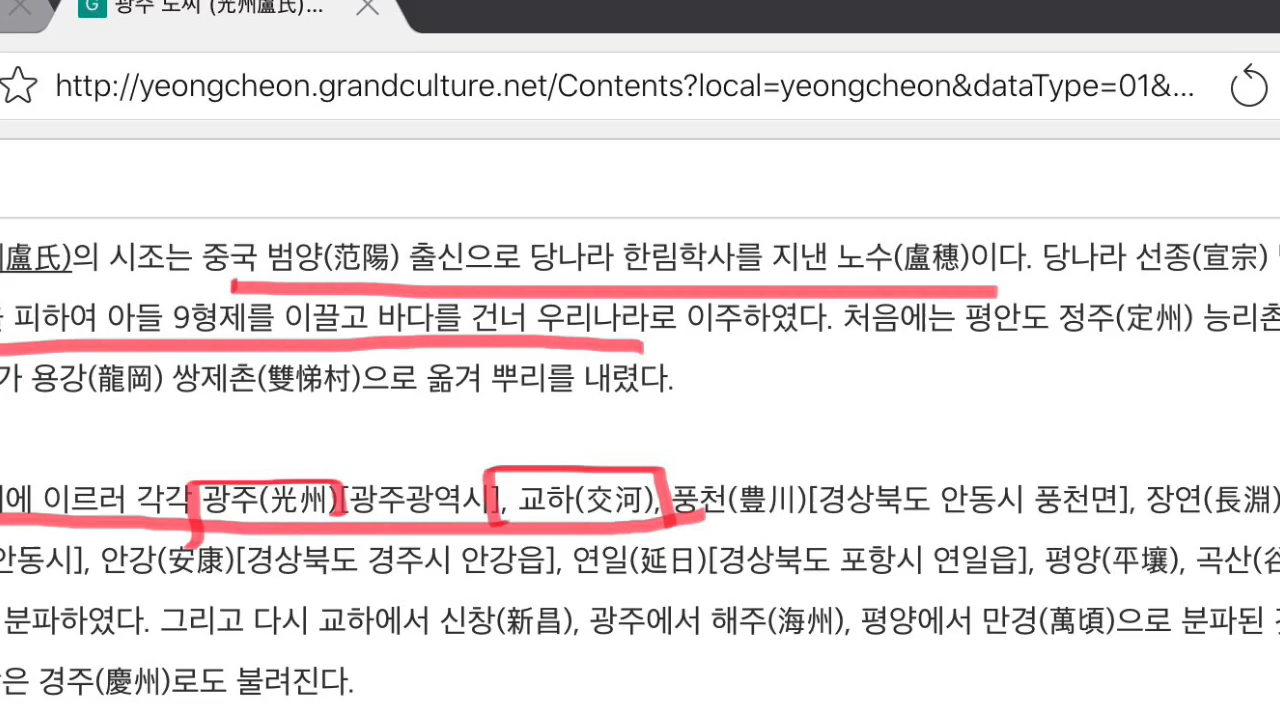 광주 노씨 (光州盧氏)...
http://yeongcheon.grandculture.net/Contents?local=yeongcheon&dataType=01&...
盧氏)의 시조는 중국 범양(范陽) 출신으로 당나라 한림학사를 지낸 노수(盧穗)이다. 당나라 선종(宣宗)
피하여 아들 9형제를 이끌고 바다를 건너 우리나라로 이주하였다. 처음에는 평안도 정주(定州) 능리촌
가 용강(龍岡) 쌍제촌(雙悌村)으로 옮겨 뿌리를 내렸다.
에 이르러 각각 광주(光州)[광주광역시], 교하(交河), 풍천(豊川)[경상북도 안동시 풍천면], 장연(長淵)
안동시], 안강(安康)[경상북도 경주시 안강읍], 연일(延日)[경상북도 포항시 연일읍], 평양(平壤), 곡산(谷
분파하였다. 그리고 다시 교하에서 신창(新昌), 광주에서 해주(海州), 평양에서 만경(萬頃)으로 분파된
은 경주(慶州)로도 불려진다.